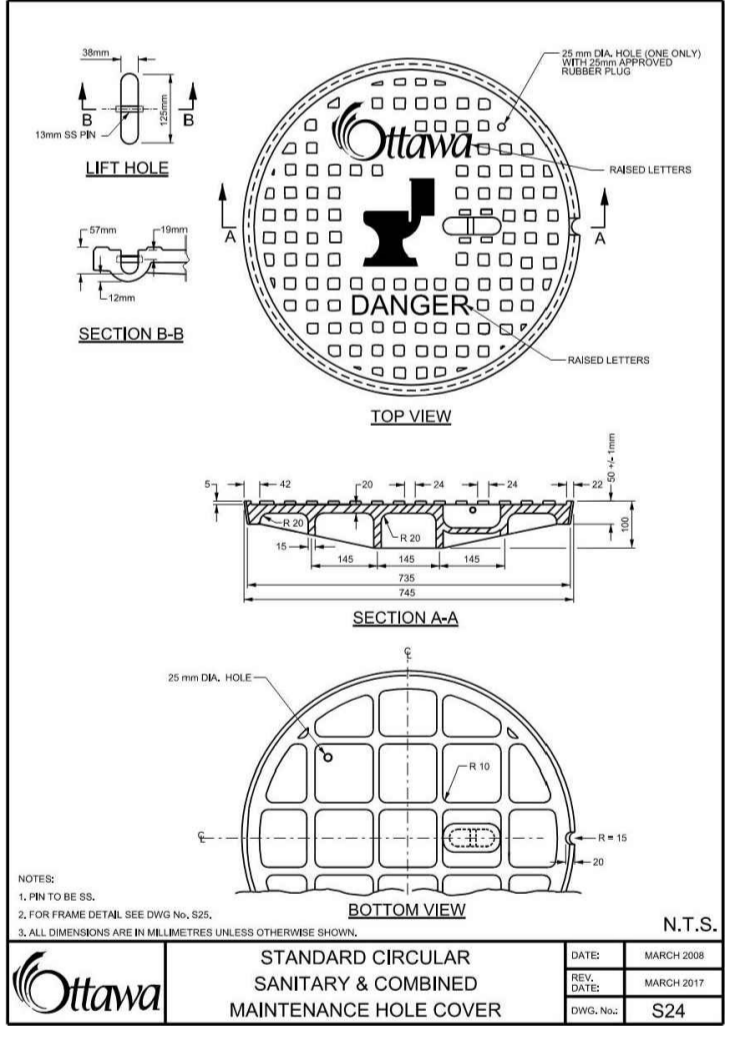 38mm
125mm
B
B
13mm SS PIN
LIFT HOLE
57mm
19mm
12mm
SECTION B-B
25 mm DIA. HOLE (ONE ONLY)
WITH 25mm APPROVED
RUBBER PLUG
Ottawa
RAISED LETTERS
A
A
DANGER
RAISED LETTERS
TOP VIEW
5
42
20
24
24
22
50 +/- 1mm
100
R 20
R 20
15
145
145
145
735
745
SECTION A-A
25 mm DIA. HOLE
℄
R 10
℄
R = 15
20
BOTTOM VIEW
NOTES:
1. PIN TO BE SS.
2. FOR FRAME DETAIL SEE DWG No. S25.
3. ALL DIMENSIONS ARE IN MILLIMETRES UNLESS OTHERWISE SHOWN.
N.T.S.
Ottawa
STANDARD CIRCULAR
SANITARY & COMBINED
MAINTENANCE HOLE COVER
DATE: MARCH 2008
REV. DATE: MARCH 2017
DWG. No.: S24